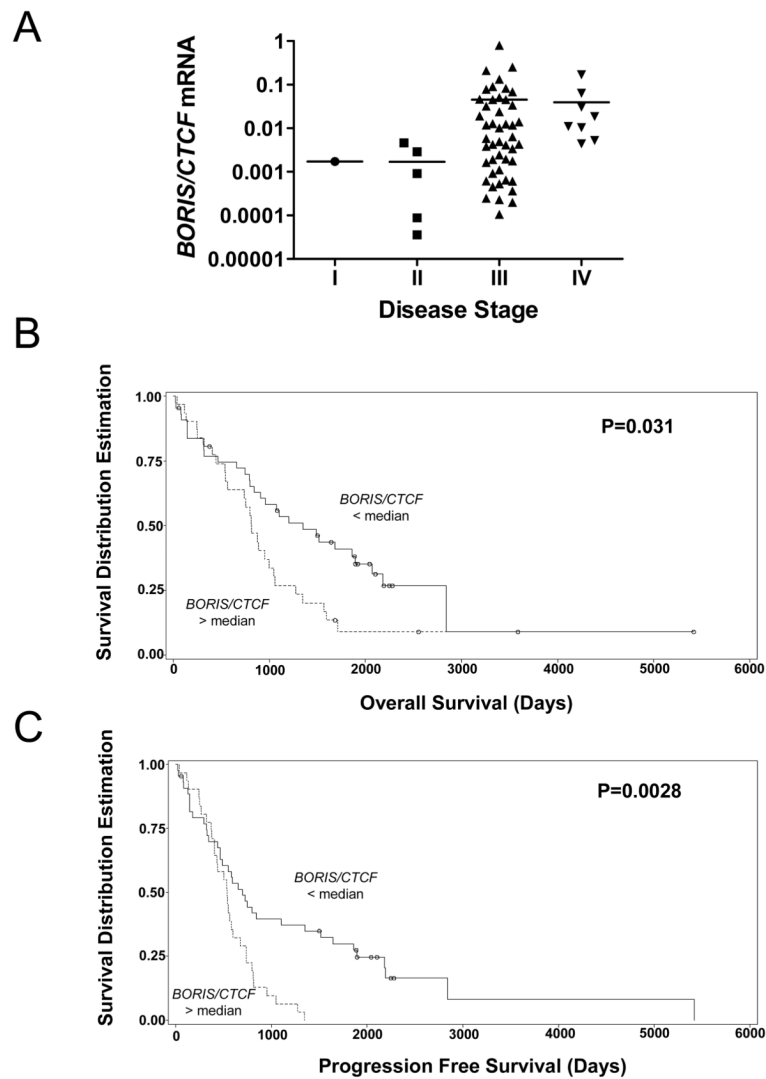 A
BORIS/CTCF mRNA
1
0.1
0.01
0.001
0.0001
0.00001
I II III IV
Disease Stage
B
Survival Distribution Estimation
1.00
0.75
0.50
0.25
0.00
P=0.031
BORIS/CTCF
< median
BORIS/CTCF
> median
0 1000 2000 3000 4000 5000 6000
Overall Survival (Days)
C
Survival Distribution Estimation
1.00
0.75
0.50
0.25
0.00
P=0.0028
BORIS/CTCF
< median
BORIS/CTCF
> median
0 1000 2000 3000 4000 5000 6000
Progression Free Survival (Days)